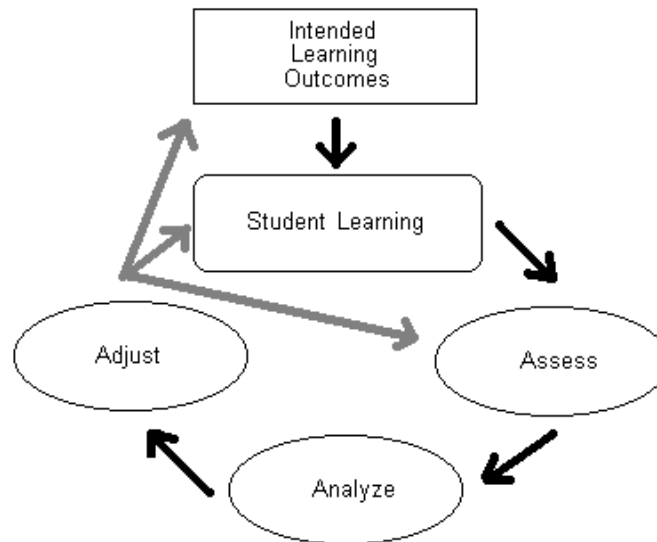 Intended
Learning
Outcomes
Student Learning
Adjust
Assess
Analyze